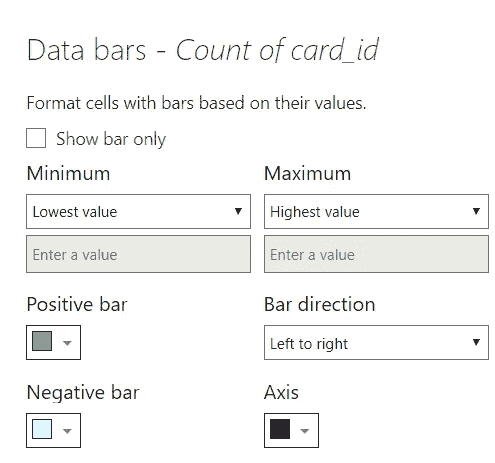 Data bars - Count of card_id
Format cells with bars based on their values.
Show bar only
Minimum
Maximum
Lowest value
Highest value
Enter a value
Enter a value
Positive bar
Bar direction
Left to right
Negative bar
Axis